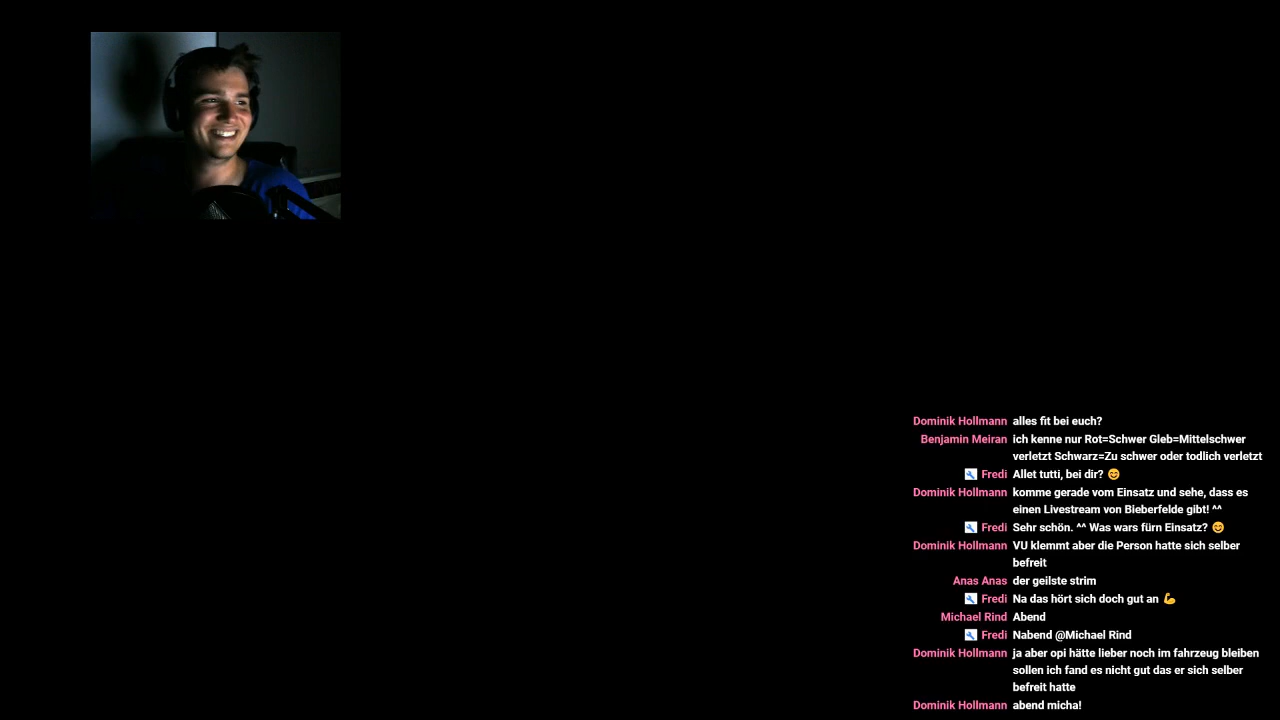 Dominik Hollmann alles fit bei euch?
Benjamin Meiran ich kenne nur Rot=Schwer Gleb=Mittelschwer
verletzt Schwarz=Zu schwer oder todlich verletzt
Fredi Allet tutti, bei dir? 😊
Dominik Hollmann komme gerade vom Einsatz und sehe, dass es
einen Livestream von Bieberfelde gibt! ^^
Fredi Sehr schön. ^^ Was wars fürn Einsatz? 😊
Dominik Hollmann VU klemmt aber die Person hatte sich selber
befreit
Anas Anas der geilste strim
Fredi Na das hört sich doch gut an 💪
Michael Rind Abend
Fredi Nabend @Michael Rind
Dominik Hollmann ja aber opi hätte lieber noch im fahrzeug bleiben
sollen ich fand es nicht gut das er sich selber
befreit hatte
Dominik Hollmann abend micha!